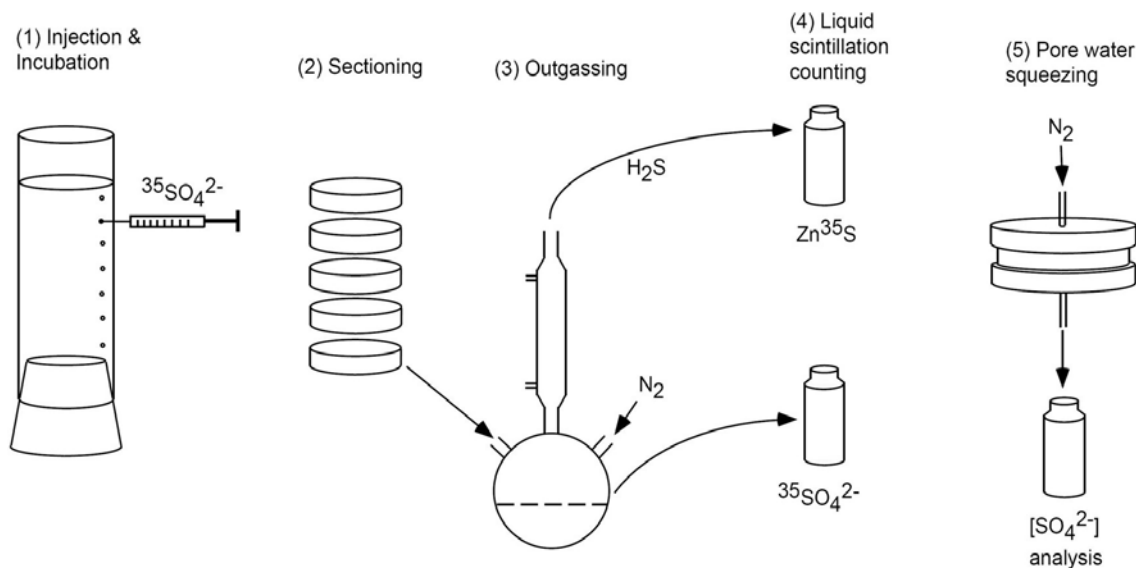 (1) Injection &
Incubation
³⁵SO₄²⁻
(2) Sectioning
(3) Outgassing
H₂S
N₂
(4) Liquid
scintillation
counting
Zn³⁵S
³⁵SO₄²⁻
(5) Pore water
squeezing
N₂
[SO₄²⁻]
analysis